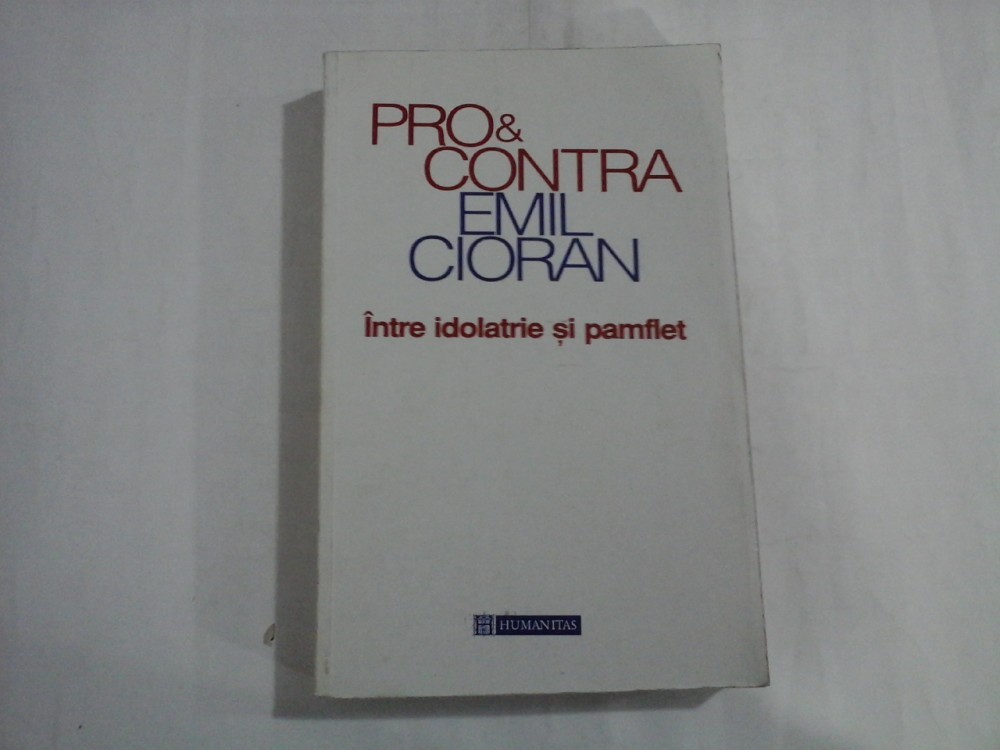 PRO &
CONTRA
EMIL
CIORAN
Între idolatrie și pamflet
HUMANITAS